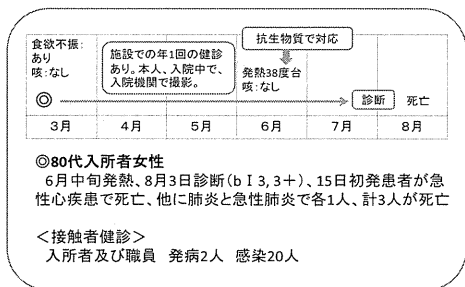 食欲不振:
あり
咳:なし
施設での年1回の健診
あり。本人、入院中で、
入院機関で撮影。
抗生物質で対応
発熱38度台
咳:なし
◎
診断
死亡
3月 4月 5月 6月 7月 8月
◎80代入所者女性
6月中旬発熱、8月3日診断(bⅠ3,3+)、15日初発患者が急
性心疾患で死亡、他に肺炎と急性肺炎で各1人、計3人が死亡
<接触者健診>
入所者及び職員 発病2人 感染20人